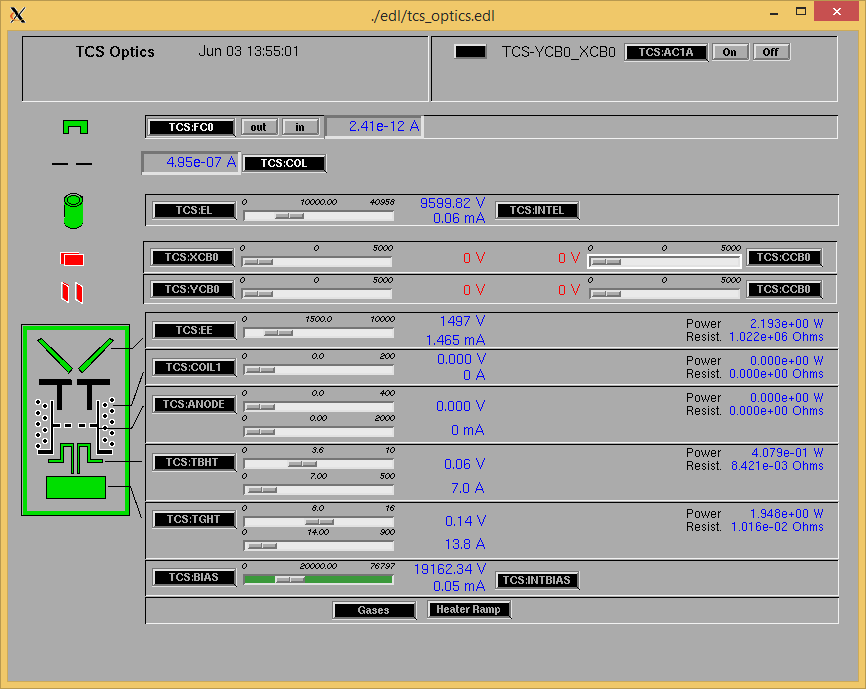 ./edl/tcs_optics.edl
TCS Optics Jun 03 13:55:01 TCS-YCB0_XCB0 TCS:AC1A On Off
TCS:FC0 out in 2.41e-12 A
4.95e-07 A TCS:COL
TCS:EL 0 10000.00 40958 9599.82 V TCS:INTEL
0.06 mA
TCS:XCB0 0 0 5000 0 V 0 V 0 0 5000 TCS:CCB0
TCS:YCB0 0 0 5000 0 V 0 V 0 0 5000 TCS:CCB0
TCS:EE 0 1500.0 10000 1497 V Power 2.193e+00 W
1.465 mA Resist. 1.022e+06 Ohms
TCS:COIL1 0 0.0 200 0.000 V Power 0.000e+00 W
0 A Resist. 0.000e+00 Ohms
TCS:ANODE 0 0.0 400 0.000 V Power 0.000e+00 W
Resist. 0.000e+00 Ohms
0 0.00 2000 0 mA
TCS:TBHT 0 3.6 10 0.06 V Power 4.079e-01 W
Resist. 8.421e-03 Ohms
0 7.00 500 7.0 A
TCS:TGHT 0 8.0 16 0.14 V Power 1.948e+00 W
Resist. 1.016e-02 Ohms
0 14.00 900 13.8 A
TCS:BIAS 0 20000.00 76797 19162.34 V TCS:INTBIAS
0.05 mA
Gases Heater Ramp